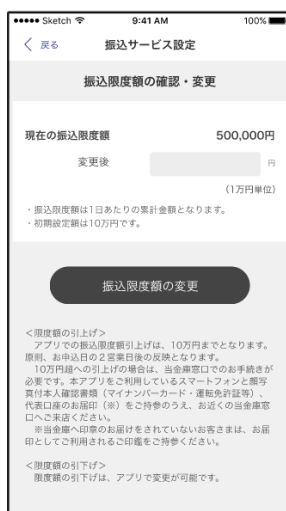 ●●●●● Sketch 9:41 AM 100%
戻る 振込サービス設定
振込限度額の確認・変更
現在の振込限度額 500,000円
変更後 円
（1万円単位）
・振込限度額は1日あたりの累計金額となります。
・初期設定額は10万円です。
振込限度額の変更
＜限度額の引上げ＞
アプリでの振込限度額引上げは、10万円までとなります。
原則、お申込日の２営業日後の反映となります。
10万円超への引上げの場合は、当金庫窓口でのお手続きが
必要です。本アプリをご利用しているスマートフォンと顔写
真付本人確認書類（マイナンバーカード・運転免許証等）、
代表口座のお届印（※）をご持参のうえ、お近くの当金庫窓
口へご来店ください。
※当金庫へ印章のお届けをされていないお客さまは、お届
印としてご利用されるご印鑑をご持参ください。
＜限度額の引下げ＞
限度額の引下げは、アプリで変更が可能です。